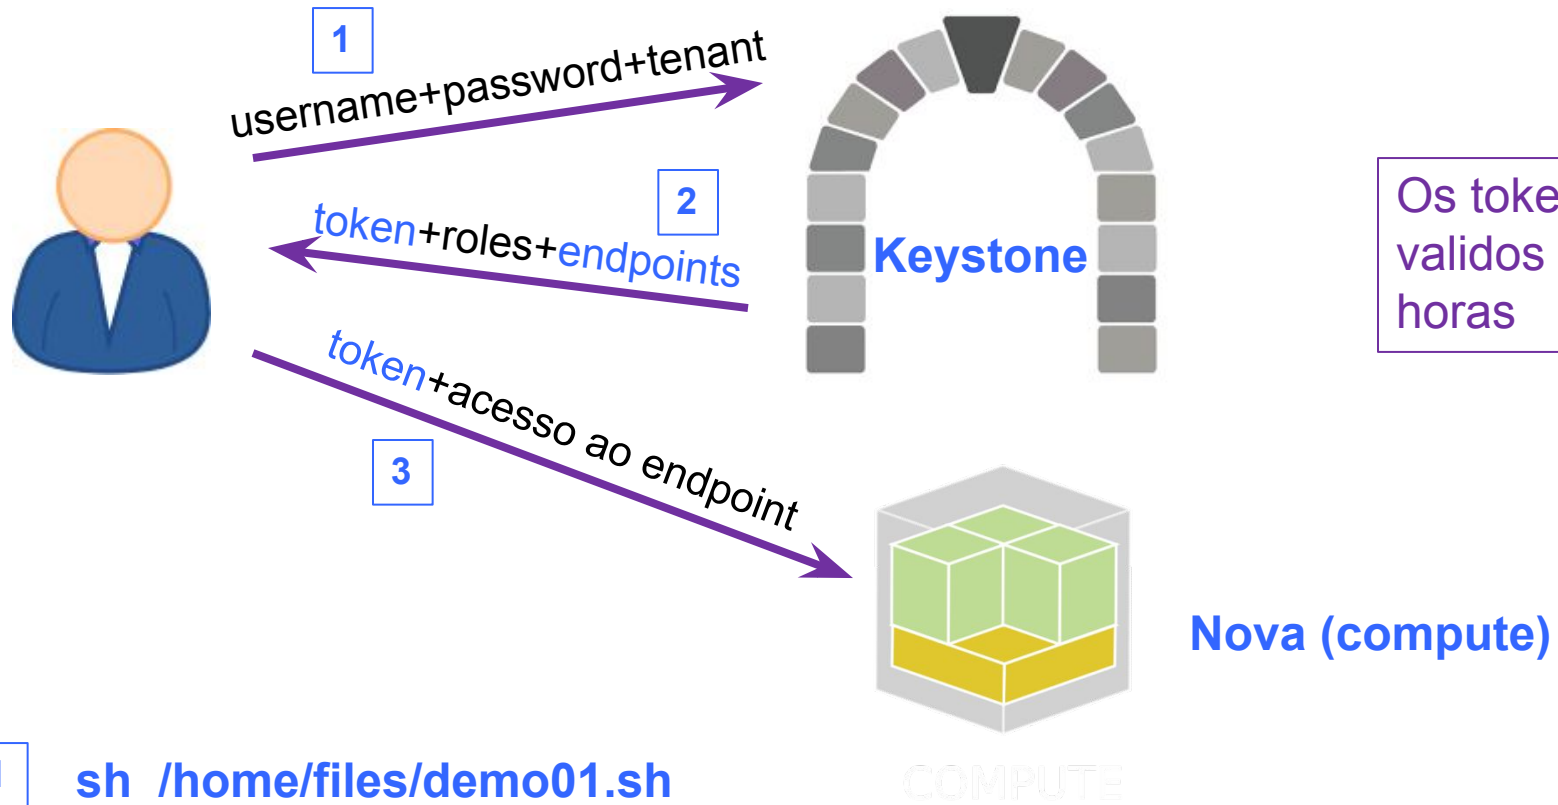 1
username+password+tenant
2
token+roles+endpoints
Keystone
Os
validos
horas
token+acesso ao endpoint
3
Nova (compute)
sh /home/files/demo01.sh
COMPUTE